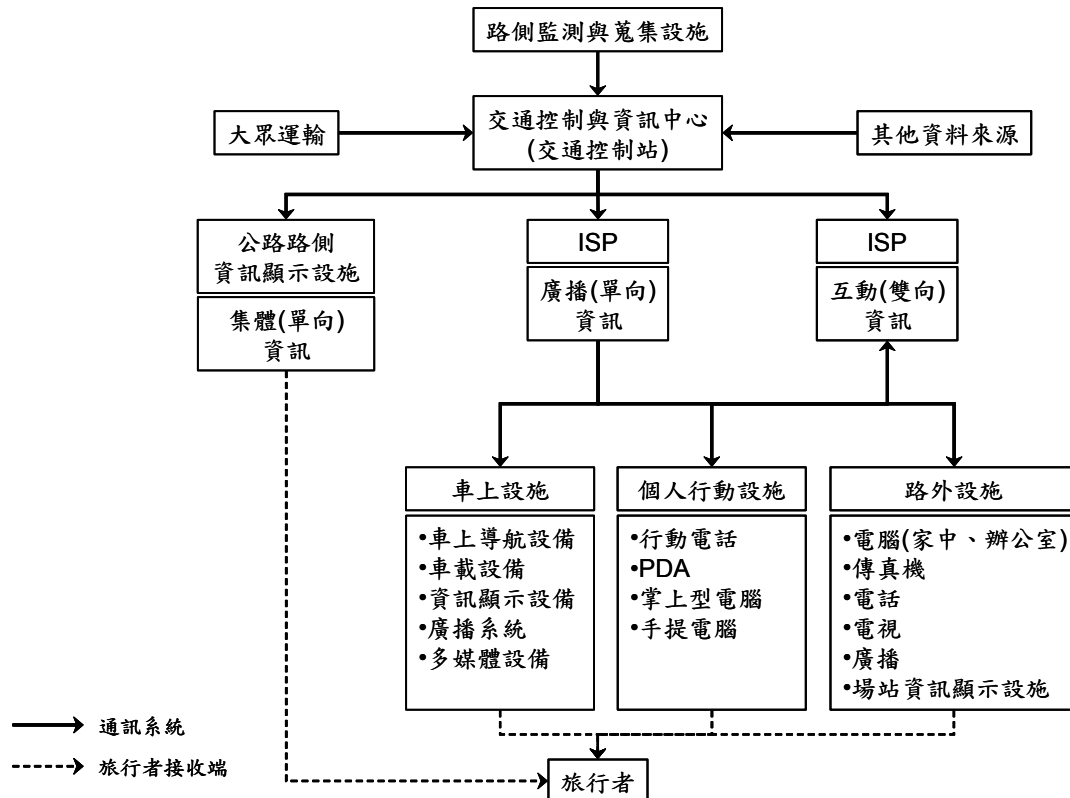 路側監測與蒐集設施
大眾運輸
交通控制與資訊中心
(交通控制站)
其他資料來源
公路路側
資訊顯示設施
集體(單向)
資訊
ISP
廣播(單向)
資訊
ISP
互動(雙向)
資訊
車上設施
•車上導航設備
•車載設備
•資訊顯示設備
•廣播系統
•多媒體設備
個人行動設施
•行動電話
•PDA
•掌上型電腦
•手提電腦
路外設施
•電腦(家中、辦公室)
•傳真機
•電話
•電視
•廣播
•場站資訊顯示設施
通訊系統
旅行者接收端
旅行者